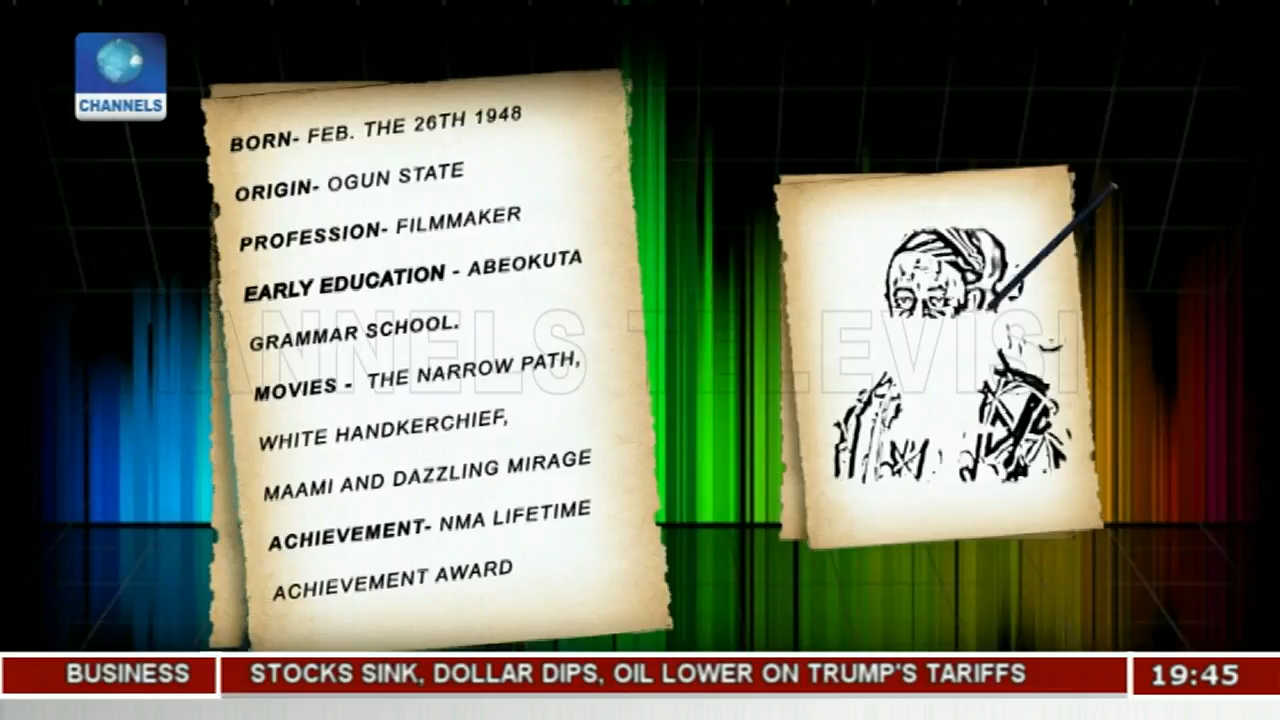 CHANNELS
BORN- FEB. THE 26TH 1948
ORIGIN- OGUN STATE
PROFESSION- FILMMAKER
EARLY EDUCATION - ABEOKUTA
GRAMMAR SCHOOL.
MOVIES - THE NARROW PATH,
WHITE HANDKERCHIEF,
MAAMI AND DAZZLING MIRAGE
ACHIEVEMENT- NMA LIFETIME
ACHIEVEMENT AWARD
ANNELS TELEVISI
BUSINESS
STOCKS SINK, DOLLAR DIPS, OIL LOWER ON TRUMP'S TARIFFS
19:45